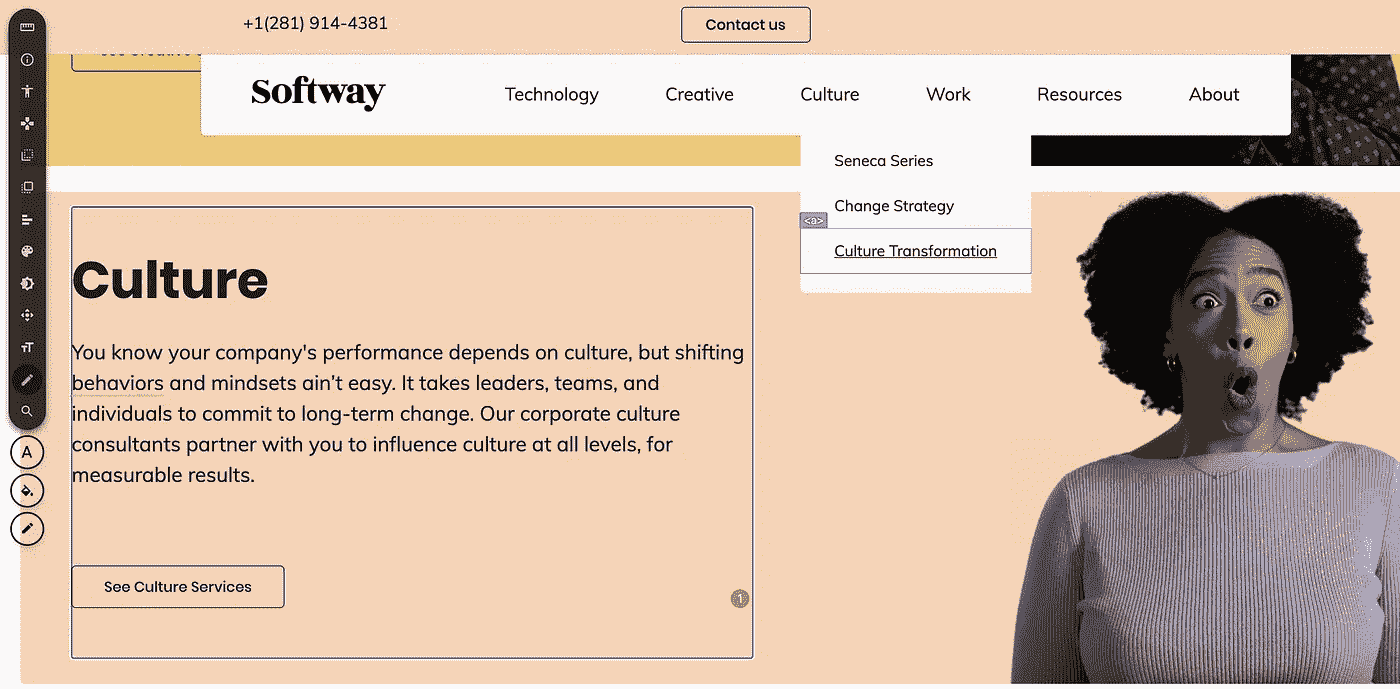 +1(281) 914-4381
Contact us
Softway
Technology
Creative
Culture
Work
Resources
About
Seneca Series
Change Strategy
<a>
Culture Transformation
Culture
You know your company's performance depends on culture, but shifting
behaviors and mindsets ain't easy. It takes leaders, teams, and
individuals to commit to long-term change. Our corporate culture
consultants partner with you to influence culture at all levels, for
measurable results.
See Culture Services
1
A